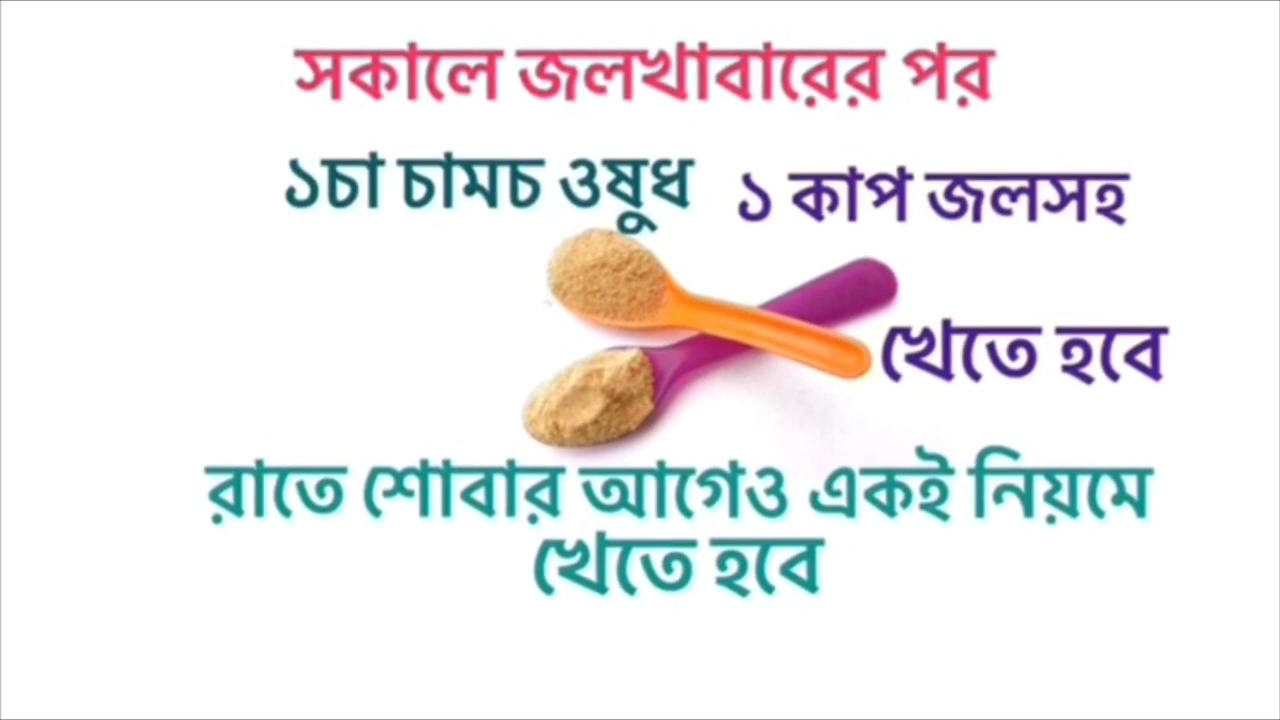 সকালে জলখাবারের পর
১চা চামচ ওষুধ ১ কাপ জলসহ
খেতে হবে
রাতে শোবার আগেও একই নিয়মে
খেতে হবে